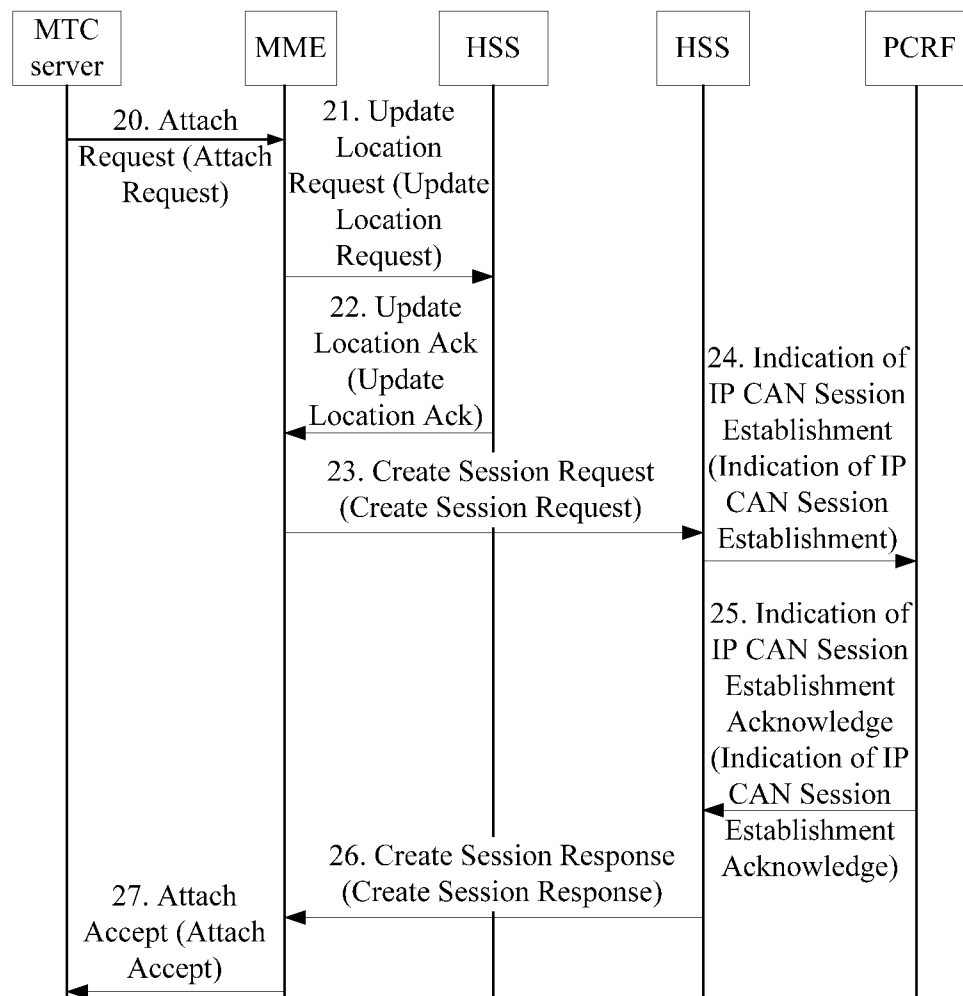 MTC
server
MME
HSS
HSS
PCRF
20. Attach
Request (Attach
Request)
21. Update
Location
Request (Update
Location
Request)
22. Update
Location Ack
(Update
Location Ack)
23. Create Session Request
(Create Session Request)
24. Indication of
IP CAN Session
Establishment
(Indication of IP
CAN Session
Establishment)
25. Indication of
IP CAN Session
Establishment
Acknowledge
(Indication of IP
CAN Session
Establishment
Acknowledge)
26. Create Session Response
(Create Session Response)
27. Attach
Accept (Attach
Accept)